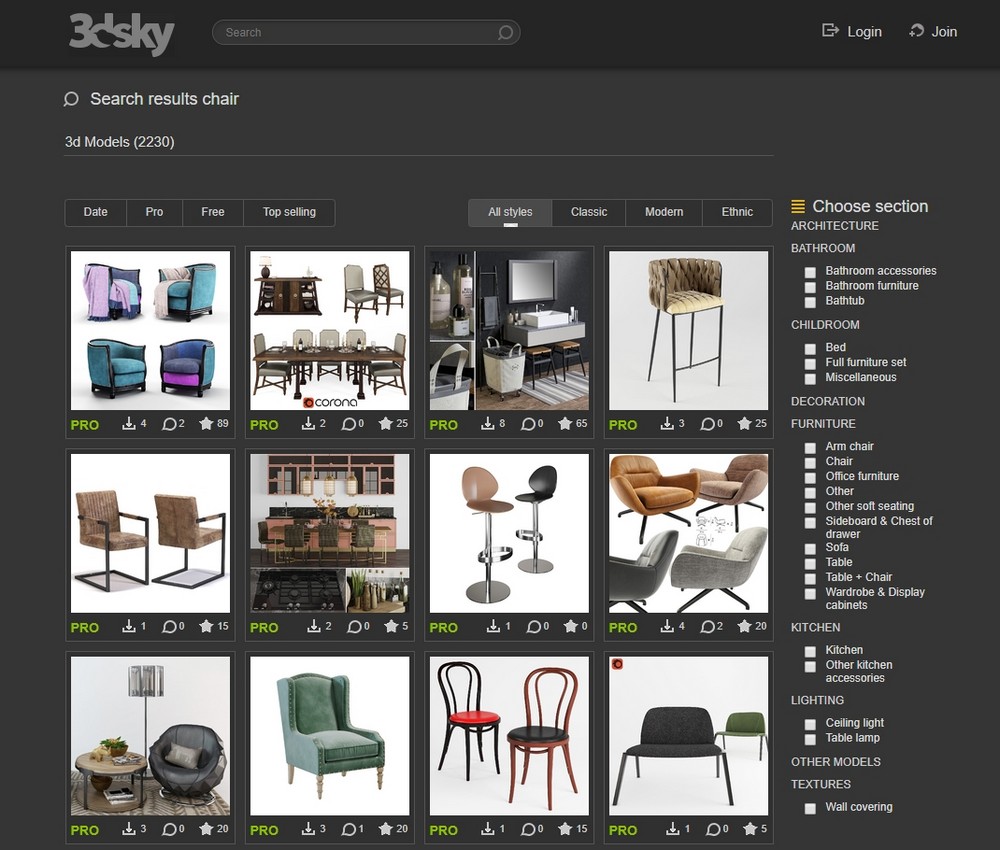 3dsky
Search
Login
Join
Search results chair
3d Models (2230)
Date
Pro
Free
Top selling
All styles
Classic
Modern
Ethnic
PRO 4 2 89
PRO 2 0 25
PRO 8 0 65
PRO 3 0 25
corona
PRO 1 0 15
PRO 2 0 5
PRO 1 0 0
PRO 4 2 20
PRO 3 0 20
PRO 3 1 20
PRO 1 0 15
PRO 1 0 5
Choose section
ARCHITECTURE
BATHROOM
Bathroom accessories
Bathroom furniture
Bathtub
CHILDROOM
Bed
Full furniture set
Miscellaneous
DECORATION
FURNITURE
Arm chair
Chair
Office furniture
Other
Other soft seating
Sideboard & Chest of
drawer
Sofa
Table
Table + Chair
Wardrobe & Display
cabinets
KITCHEN
Kitchen
Other kitchen
accessories
LIGHTING
Ceiling light
Table lamp
OTHER MODELS
TEXTURES
Wall covering